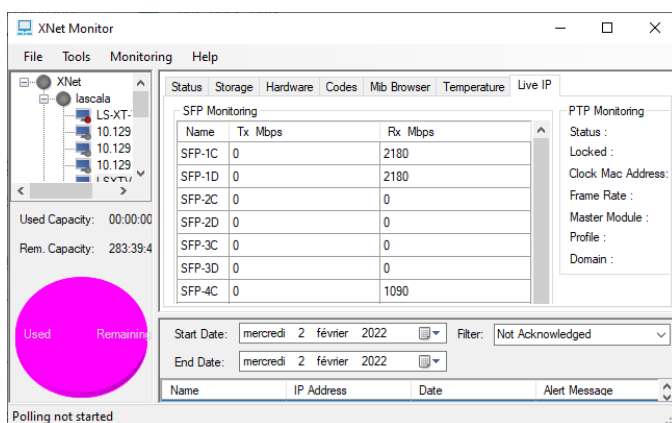 XNet Monitor
File Tools Monitoring Help
XNet
lascala
LS-XT-
10.129
10.129
10.129
LSXTV
Used Capacity: 00:00:00
Rem. Capacity: 283:39:4
Used Remaining
Status Storage Hardware Codes Mib Browser Temperature Live IP
SFP Monitoring
Name Tx Mbps Rx Mbps
SFP-1C 0 2180
SFP-1D 0 2180
SFP-2C 0 0
SFP-2D 0 0
SFP-3C 0 0
SFP-3D 0 0
SFP-4C 0 1090
PTP Monitoring
Status :
Locked :
Clock Mac Address:
Frame Rate :
Master Module :
Profile :
Domain :
Start Date: mercredi 2 février 2022 Filter: Not Acknowledged
End Date: mercredi 2 février 2022
Name IP Address Date Alert Message
Polling not started